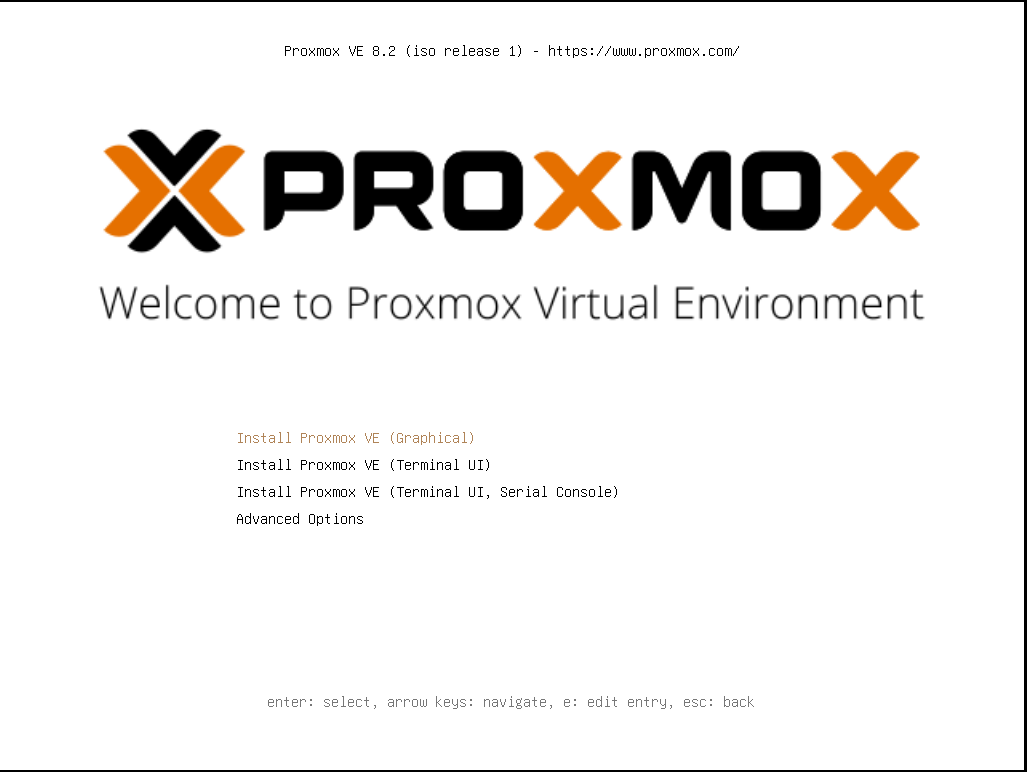 Proxmox VE 8.2 (iso release 1) - https://www.proxmox.com/
PROXMOX
Welcome to Proxmox Virtual Environment
Install Proxmox VE (Graphical)
Install Proxmox VE (Terminal UI)
Install Proxmox VE (Terminal UI, Serial Console)
Advanced Options
enter: select, arrow keys: navigate, e: edit entry, esc: back